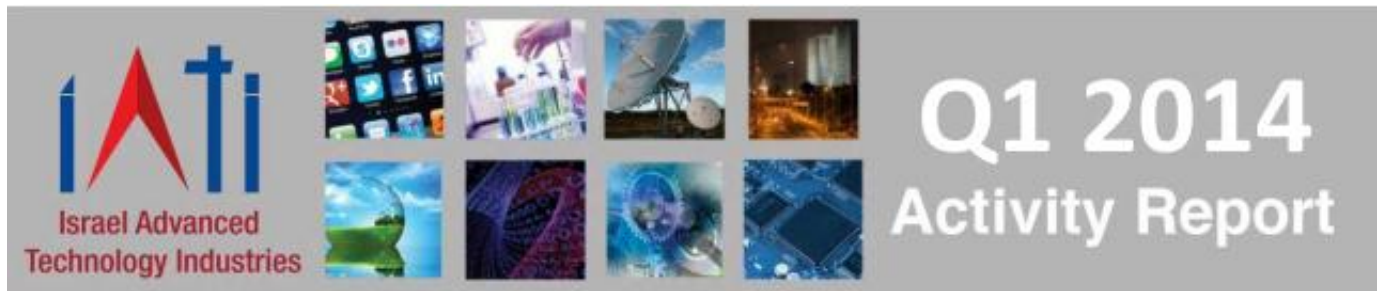 iATi
Israel Advanced
Technology Industries
Q1 2014
Activity Report